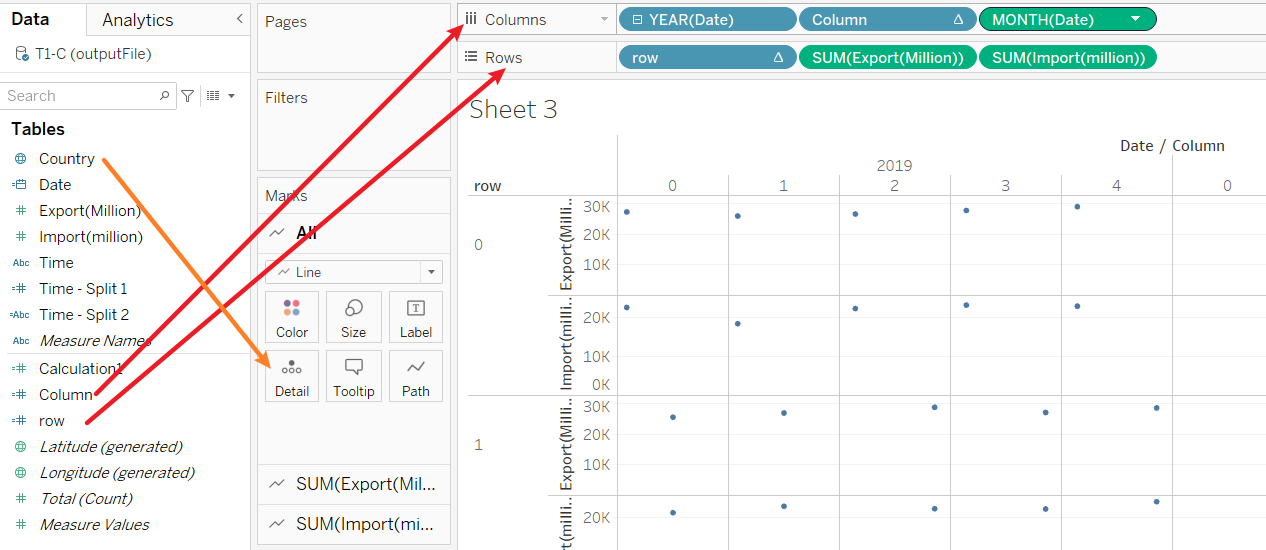 Data
Analytics
T1-C (outputFile)
Search
Tables
Country
Date
Export(Million)
Import(million)
Abc Time
=Abc Time - Split 1
=Abc Time - Split 2
Abc Measure Names
Calculation1
Column
row
Latitude (generated)
Longitude (generated)
Total (Count)
Measure Values
Pages
Filters
Marks
All
Line
Color Size Label
Detail Tooltip Path
SUM(Export(Mil...
SUM(Import(mi...
Columns YEAR(Date) Column Δ MONTH(Date)
Rows row Δ SUM(Export(Million)) SUM(Import(million))
Sheet 3
Date / Column
2019
row 0 1 2 3 4 0
0
Export(Milli..
30K
20K
10K
Import(milli..
20K
10K
0K
1
Export(Milli..
30K
20K
10K
20K